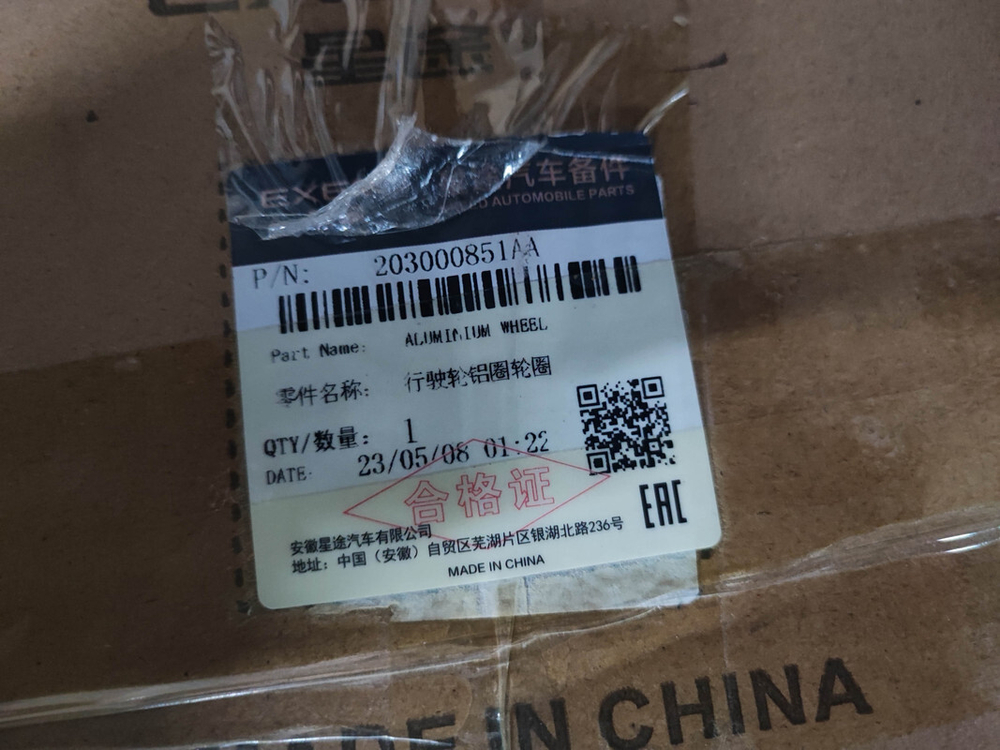 汽车备件
AUTOMOBILE PARTS
P/N: 203000851AA
Part Name: ALUMINIUM WHEEL
零件名称: 行驶轮铝圈轮圈
QTY/数量: 1
DATE: 23/05/08 01:22
合格证
EAC
安徽星途汽车有限公司
地址: 中国（安徽）自贸区芜湖片区银湖北路236号
MADE IN CHINA
MADE IN CHINA